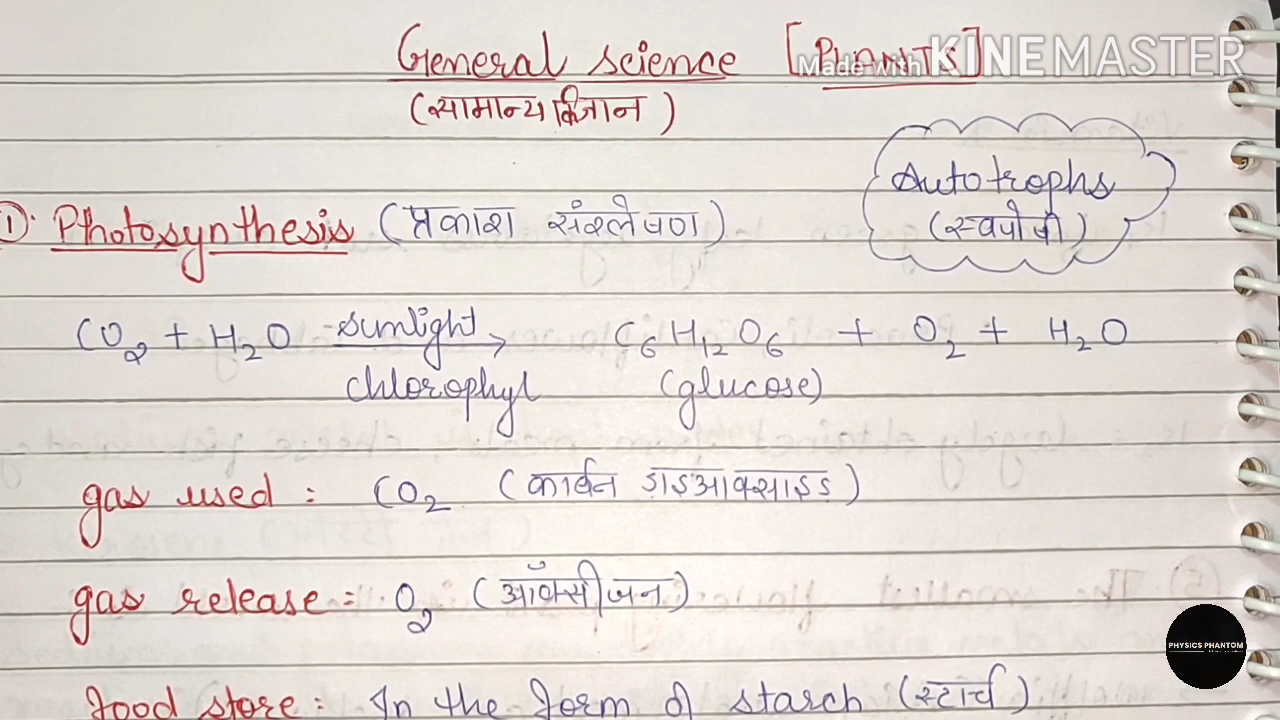 General science [PLANTS]
Made with KINEMASTER
(सामान्य विज्ञान)
Autotrophs
(स्वपोषी)
①. Photosynthesis (प्रकाश संश्लेषण)
CO₂ + H₂O sunlight → C₆H₁₂O₆ + O₂ + H₂O
chlorophyl (glucose)
gas used : CO₂ (कार्बन डाइआक्साइड)
gas release : O₂ (ऑक्सीजन)
PHYSICS PHANTOM
food store : In the form of starch (स्टार्च)